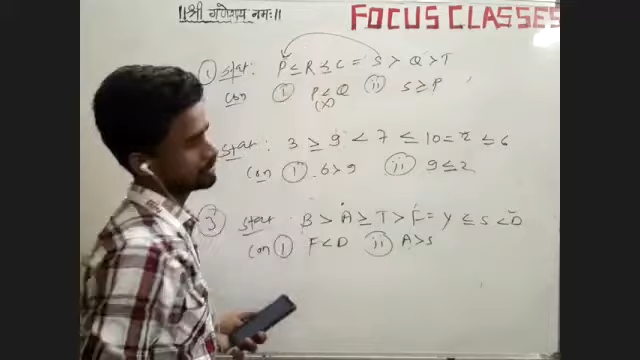 ||श्री गणेशाय नमः||
FOCUS CLASSES
① Stat: P ≤ R ≤ C = S > Q > T
Con ⓘ P < Q (x) ⓘⓘ S ≥ P
Stat: 3 ≥ 9 < 7 ≤ 10 = 2 ≤ 6
Con ⓘ 6 > 9 ⓘⓘ 9 ≤ 2
③ Stat B > A ≥ T > F = Y ≤ S < D
Con ⓘ F < D ⓘⓘ A > S